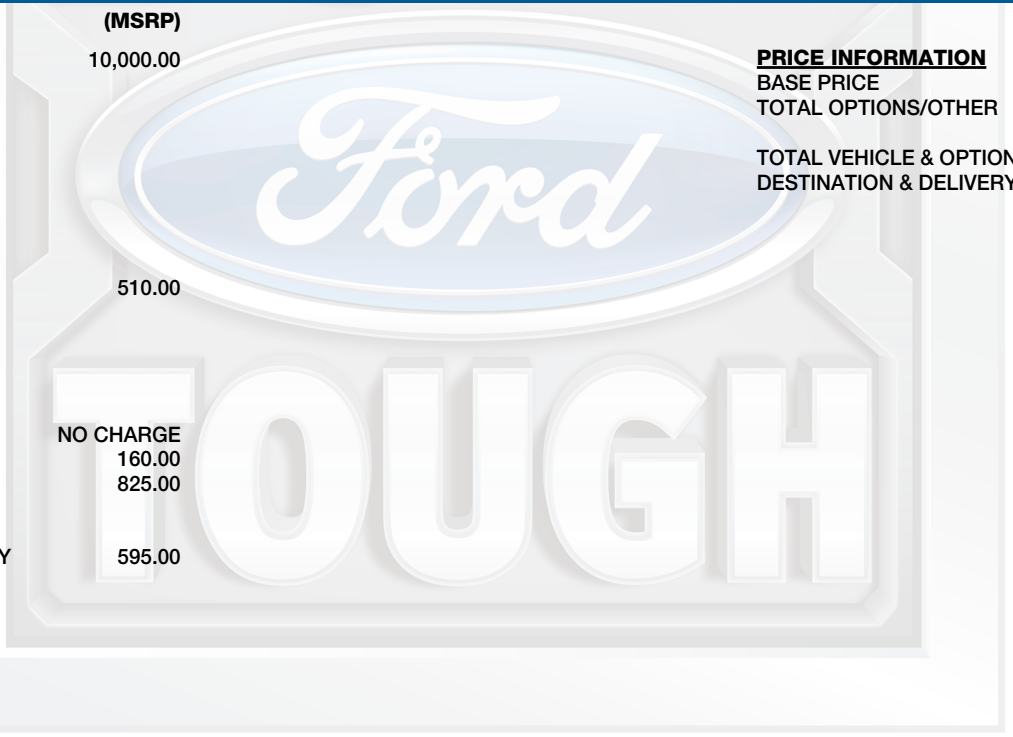 (MSRP)
10,000.00
510.00
NO CHARGE
160.00
825.00
Y 595.00
PRICE INFORMATION
BASE PRICE
TOTAL OPTIONS/OTHER
TOTAL VEHICLE & OPTION
DESTINATION & DELIVERY
Ford
TOUGH